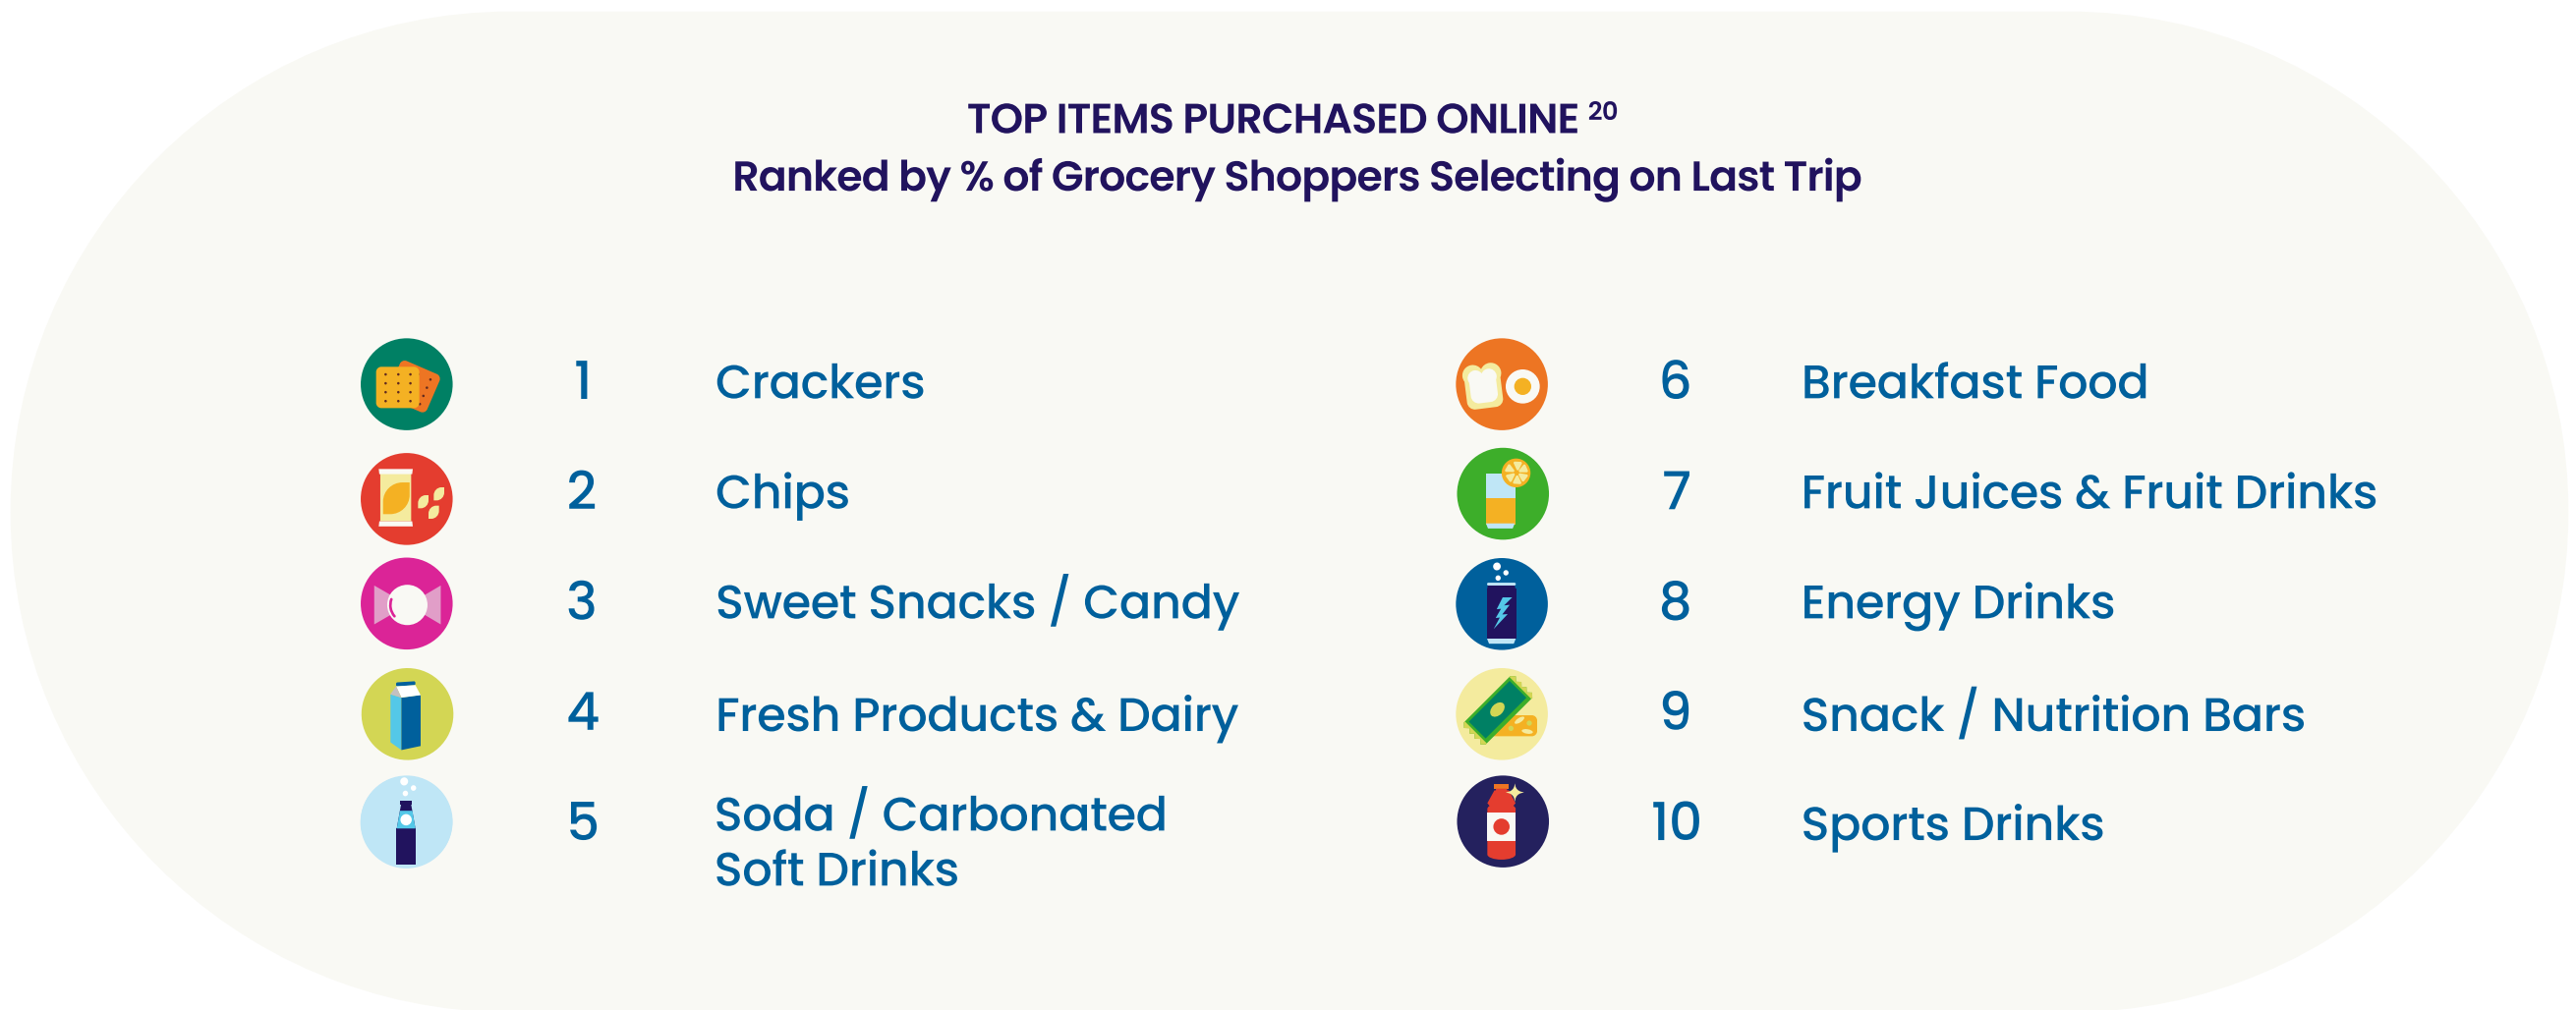 TOP ITEMS PURCHASED ONLINE 20
Ranked by % of Grocery Shoppers Selecting on Last Trip
1 Crackers
2 Chips
3 Sweet Snacks / Candy
4 Fresh Products & Dairy
5 Soda / Carbonated
Soft Drinks
6 Breakfast Food
7 Fruit Juices & Fruit Drinks
8 Energy Drinks
9 Snack / Nutrition Bars
10 Sports Drinks